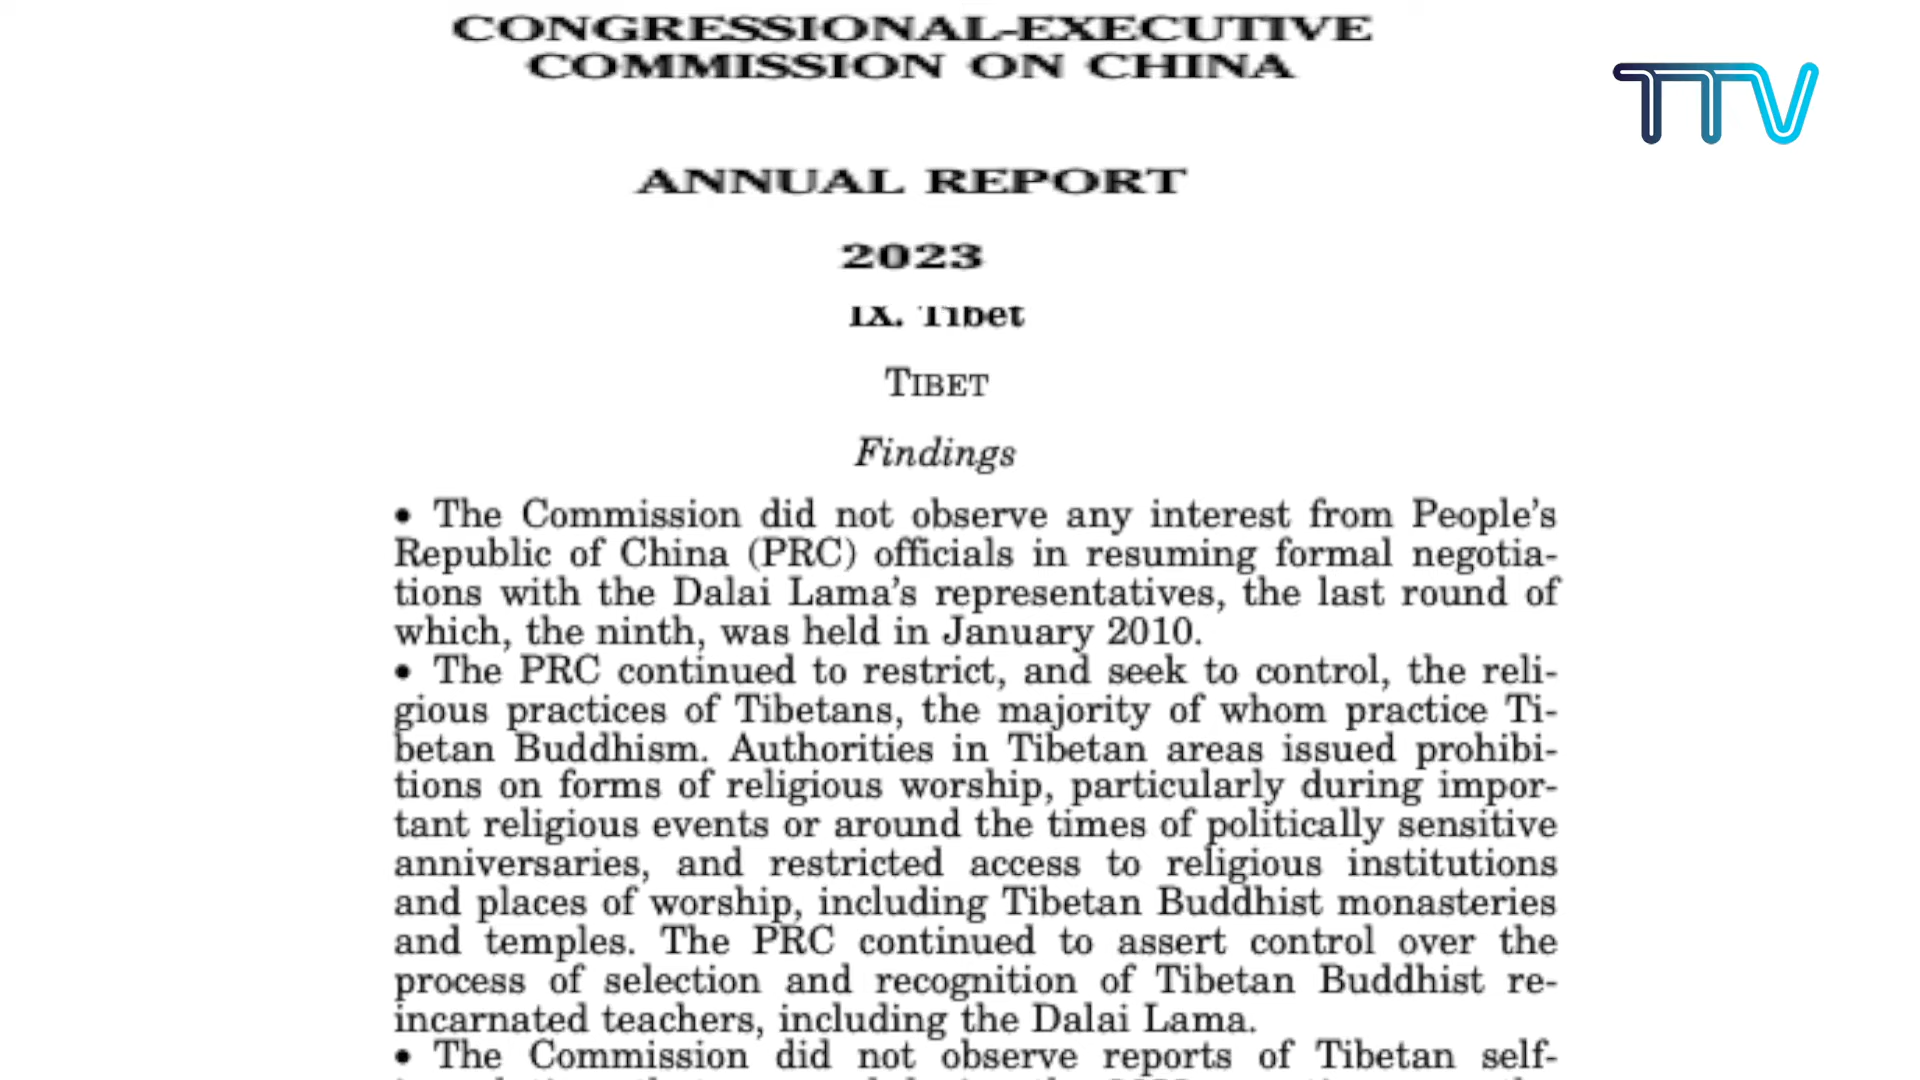 CONGRESSIONAL-EXECUTIVE
COMMISSION ON CHINA
TTV
ANNUAL REPORT
2023
IX. Tibet
TIBET
Findings
• The Commission did not observe any interest from People's
Republic of China (PRC) officials in resuming formal negotia-
tions with the Dalai Lama's representatives, the last round of
which, the ninth, was held in January 2010.
• The PRC continued to restrict, and seek to control, the reli-
gious practices of Tibetans, the majority of whom practice Ti-
betan Buddhism. Authorities in Tibetan areas issued prohibi-
tions on forms of religious worship, particularly during impor-
tant religious events or around the times of politically sensitive
anniversaries, and restricted access to religious institutions
and places of worship, including Tibetan Buddhist monasteries
and temples. The PRC continued to assert control over the
process of selection and recognition of Tibetan Buddhist re-
incarnated teachers, including the Dalai Lama.
• The Commission did not observe reports of Tibetan self-